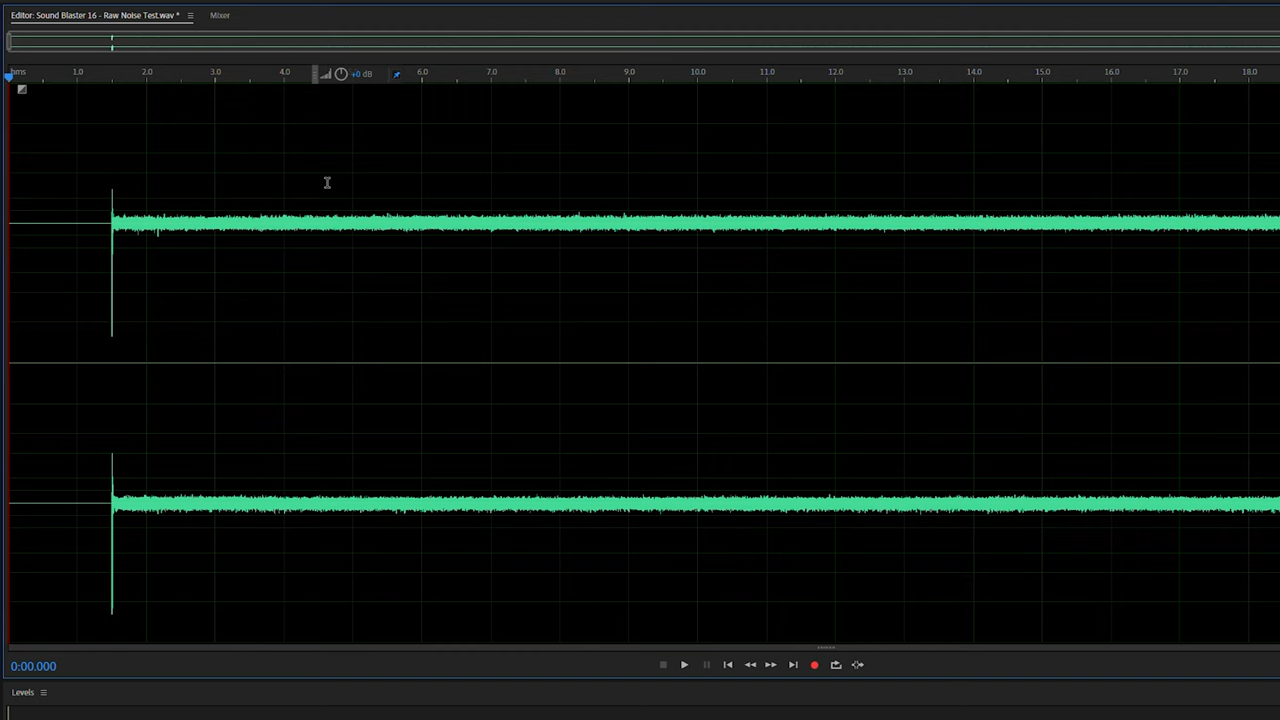 Editor: Sound Blaster 16 - Raw Noise Test.wav * Mixer
hms 1.0 2.0 3.0 4.0 +0 dB 6.0 7.0 8.0 9.0 10.0 11.0 12.0 13.0 14.0 15.0 16.0 17.0 18.0
0:00.000
Levels